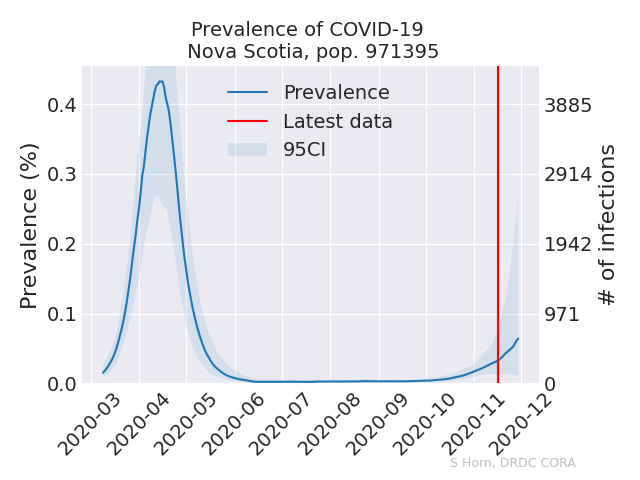 Prevalence of COVID-19
Nova Scotia, pop. 971395
Prevalence
Latest data
95CI
Prevalence (%)
0.4
0.3
0.2
0.1
0.0
# of infections
3885
2914
1942
971
0
2020-03
2020-04
2020-05
2020-06
2020-07
2020-08
2020-09
2020-10
2020-11
2020-12
S Horn, DRDC CORA